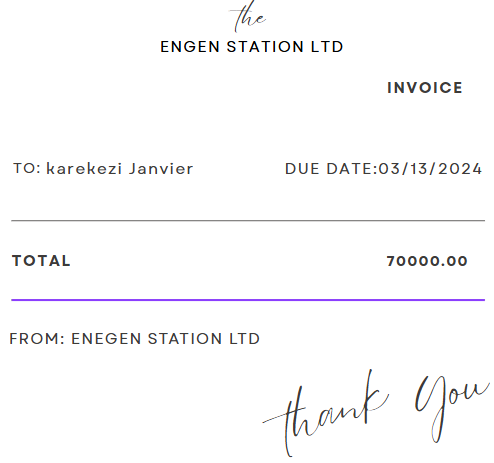 the
ENGEN STATION LTD
INVOICE
TO: karekezi Janvier DUE DATE:03/13/2024
TOTAL 70000.00
FROM: ENEGEN STATION LTD
thank you